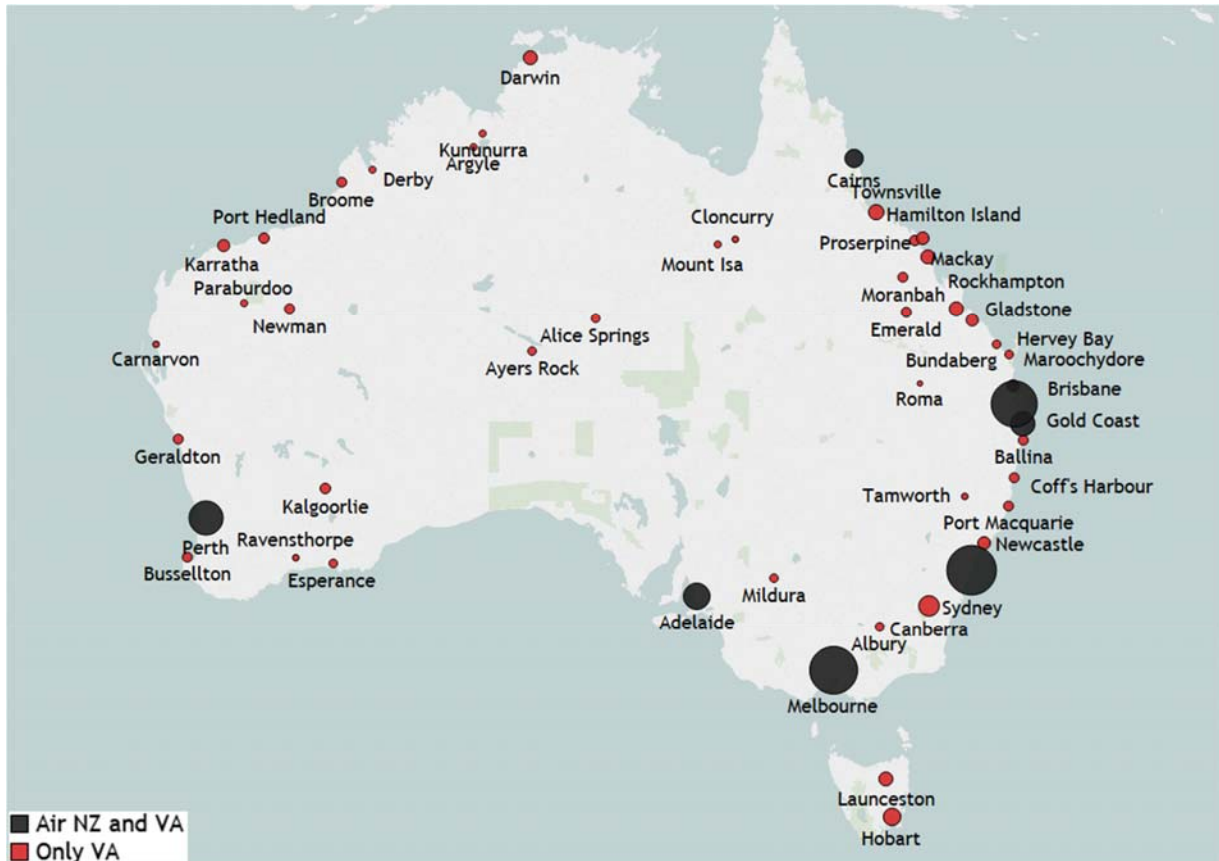 Darwin
Kununurra
Argyle
Derby
Broome
Cairns
Townsville
Port Hedland
Cloncurry
Hamilton Island
Proserpine
Karratha
Mount Isa
Mackay
Paraburdoo
Rockhampton
Moranbah
Newman
Gladstone
Alice Springs
Emerald
Hervey Bay
Carnarvon
Bundaberg
Maroochydore
Ayers Rock
Brisbane
Roma
Gold Coast
Geraldton
Ballina
Coff's Harbour
Tamworth
Kalgoorlie
Port Macquarie
Ravensthorpe
Newcastle
Perth
Bussellton
Esperance
Mildura
Sydney
Adelaide
Canberra
Albury
Melbourne
Launceston
Hobart
Air NZ and VA
Only VA